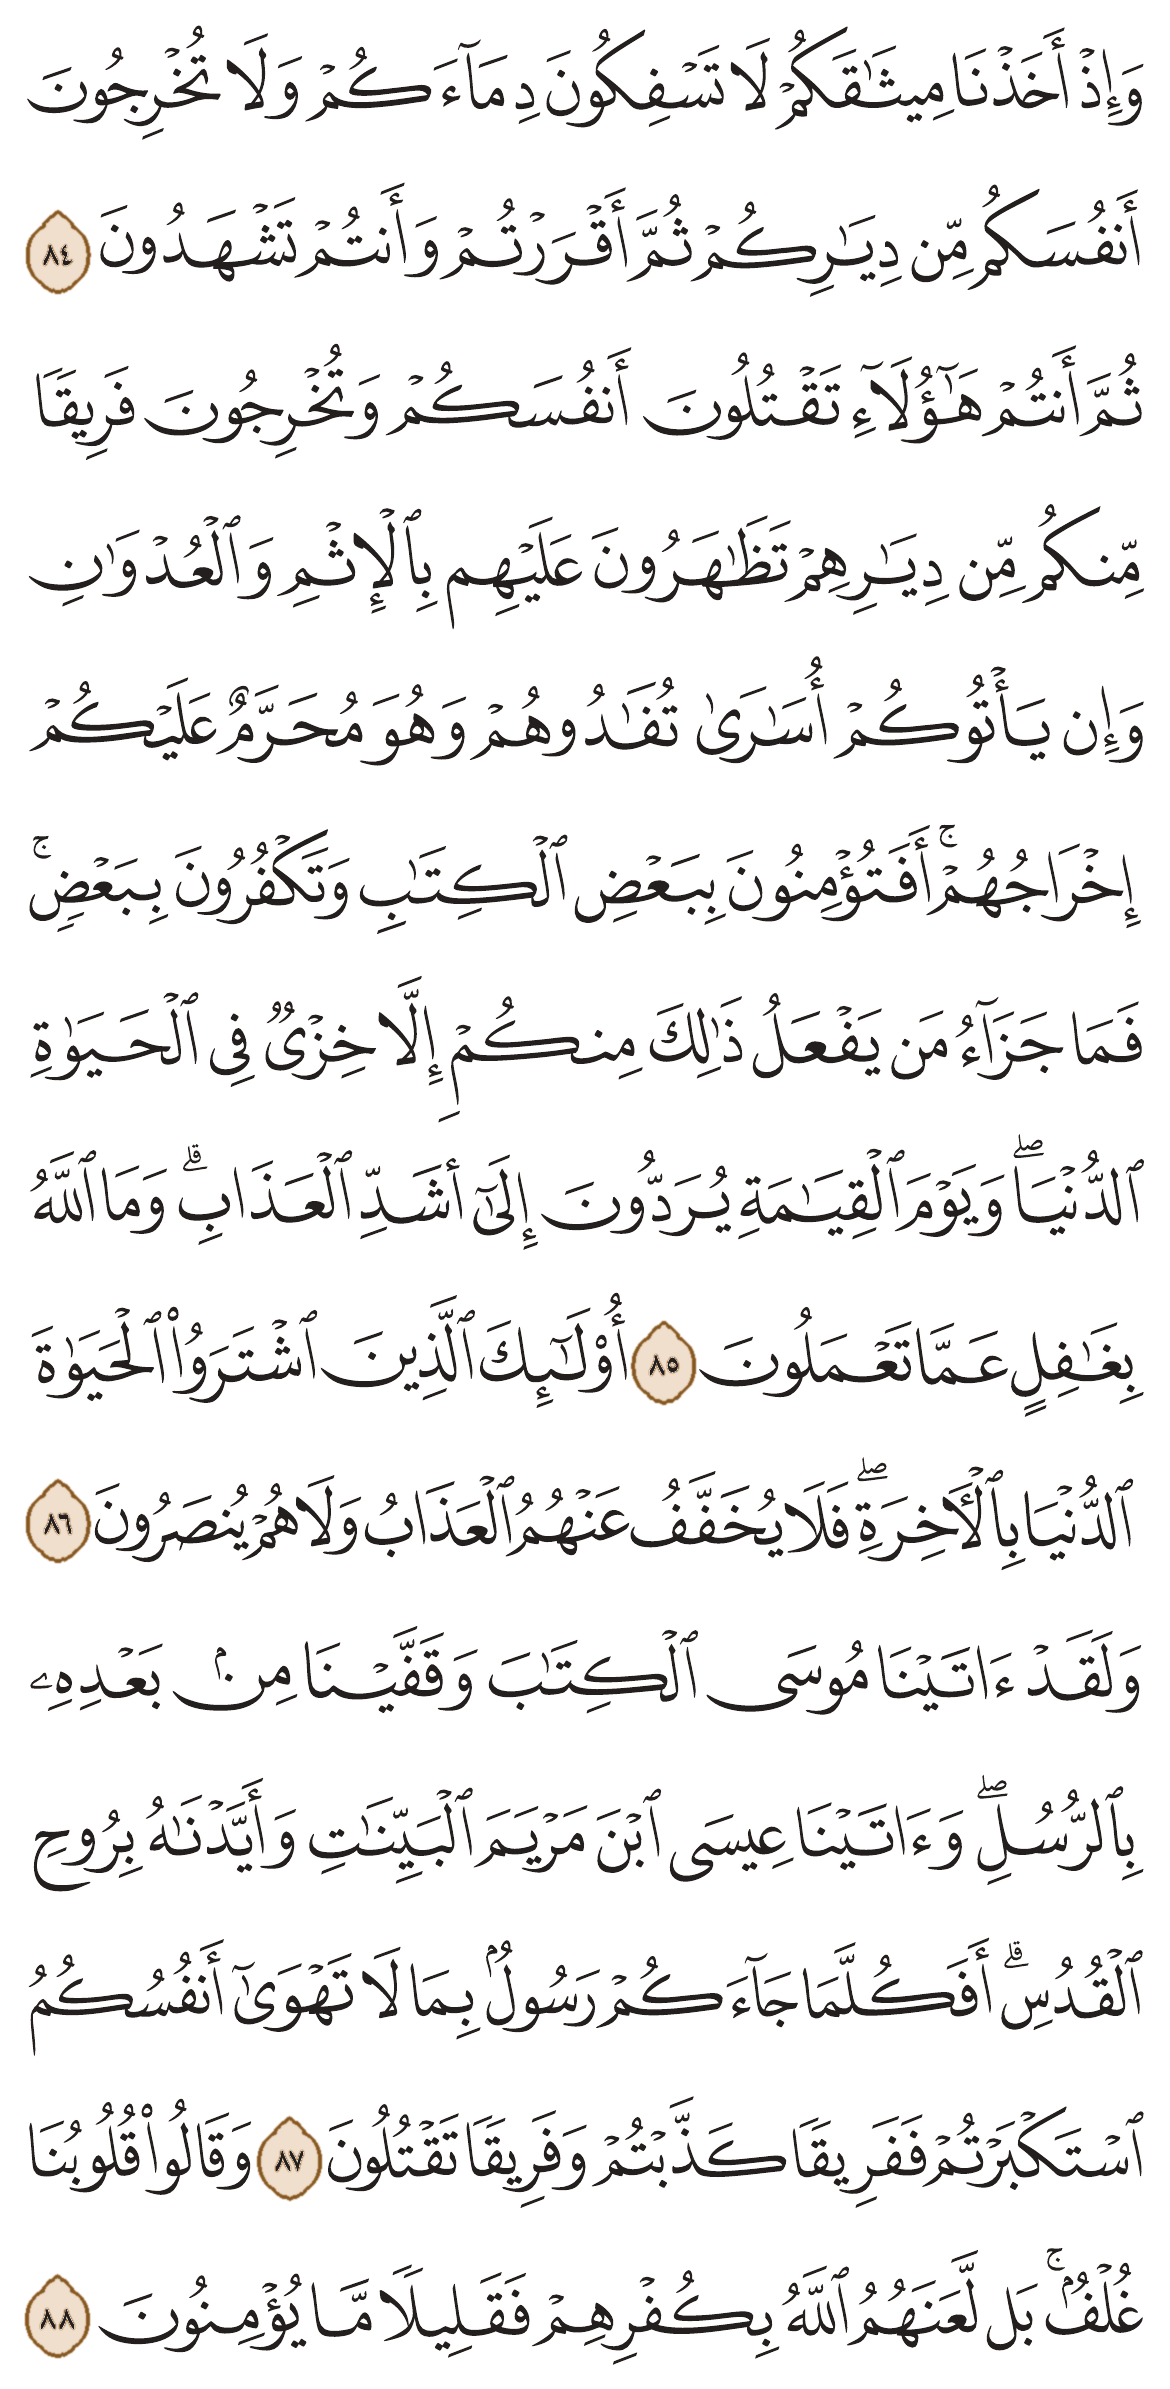 وَإِذۡ أَخَذۡنَا مِيثَٰقَكُمۡ لَا تَسۡفِكُونَ دِمَآءَكُمۡ وَلَا تُخۡرِجُونَ
أَنفُسَكُم مِّن دِيَٰرِكُمۡ ثُمَّ أَقۡرَرۡتُمۡ وَأَنتُمۡ تَشۡهَدُونَ ٨٤
ثُمَّ أَنتُمۡ هَٰٓؤُلَآءِ تَقۡتُلُونَ أَنفُسَكُمۡ وَتُخۡرِجُونَ فَرِيقٗا
مِّنكُم مِّن دِيَٰرِهِمۡ تَظَٰهَرُونَ عَلَيۡهِم بِٱلۡإِثۡمِ وَٱلۡعُدۡوَٰنِ
وَإِن يَأۡتُوكُمۡ أُسَٰرَىٰ تُفَٰدُوهُمۡ وَهُوَ مُحَرَّمٌ عَلَيۡكُمۡ
إِخۡرَاجُهُمۡۚ أَفَتُؤۡمِنُونَ بِبَعۡضِ ٱلۡكِتَٰبِ وَتَكۡفُرُونَ بِبَعۡضٖۚ
فَمَا جَزَآءُ مَن يَفۡعَلُ ذَٰلِكَ مِنكُمۡ إِلَّا خِزۡيٞ فِي ٱلۡحَيَوٰةِ
ٱلدُّنۡيَاۖ وَيَوۡمَ ٱلۡقِيَٰمَةِ يُرَدُّونَ إِلَىٰٓ أَشَدِّ ٱلۡعَذَابِۗ وَمَا ٱللَّهُ
بِغَٰفِلٍ عَمَّا تَعۡمَلُونَ ٨٥ أُوْلَٰٓئِكَ ٱلَّذِينَ ٱشۡتَرَوُاْ ٱلۡحَيَوٰةَ
ٱلدُّنۡيَا بِٱلۡأٓخِرَةِۖ فَلَا يُخَفَّفُ عَنۡهُمُ ٱلۡعَذَابُ وَلَا هُمۡ يُنصَرُونَ ٨٦
وَلَقَدۡ ءَاتَيۡنَا مُوسَى ٱلۡكِتَٰبَ وَقَفَّيۡنَا مِنۢ بَعۡدِهِۦ
بِٱلرُّسُلِۖ وَءَاتَيۡنَا عِيسَى ٱبۡنَ مَرۡيَمَ ٱلۡبَيِّنَٰتِ وَأَيَّدۡنَٰهُ بِرُوحِ
ٱلۡقُدُسِۗ أَفَكُلَّمَا جَآءَكُمۡ رَسُولُۢ بِمَا لَا تَهۡوَىٰٓ أَنفُسُكُمُ
ٱسۡتَكۡبَرۡتُمۡ فَفَرِيقٗا كَذَّبۡتُمۡ وَفَرِيقٗا تَقۡتُلُونَ ٨٧ وَقَالُواْ قُلُوبُنَا
غُلۡفُۢۚ بَل لَّعَنَهُمُ ٱللَّهُ بِكُفۡرِهِمۡ فَقَلِيلٗا مَّا يُؤۡمِنُونَ ٨٨